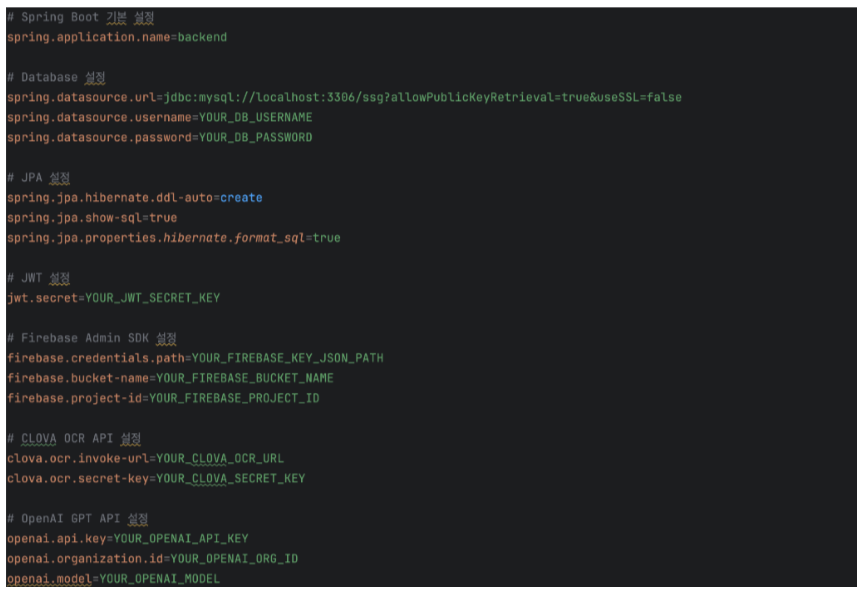 # Spring Boot 기본 설정
spring.application.name=backend
# Database 설정
spring.datasource.url=jdbc:mysql://localhost:3306/ssg?allowPublicKeyRetrieval=true&useSSL=false
spring.datasource.username=YOUR_DB_USERNAME
spring.datasource.password=YOUR_DB_PASSWORD
# JPA 설정
spring.jpa.hibernate.ddl-auto=create
spring.jpa.show-sql=true
spring.jpa.properties.hibernate.format_sql=true
# JWT 설정
jwt.secret=YOUR_JWT_SECRET_KEY
# Firebase Admin SDK 설정
firebase.credentials.path=YOUR_FIREBASE_KEY_JSON_PATH
firebase.bucket-name=YOUR_FIREBASE_BUCKET_NAME
firebase.project-id=YOUR_FIREBASE_PROJECT_ID
# CLOVA OCR API 설정
clova.ocr.invoke-url=YOUR_CLOVA_OCR_URL
clova.ocr.secret-key=YOUR_CLOVA_SECRET_KEY
# OpenAI GPT API 설정
openai.api.key=YOUR_OPENAI_API_KEY
openai.organization.id=YOUR_OPENAI_ORG_ID
openai.model=YOUR_OPENAI_MODEL